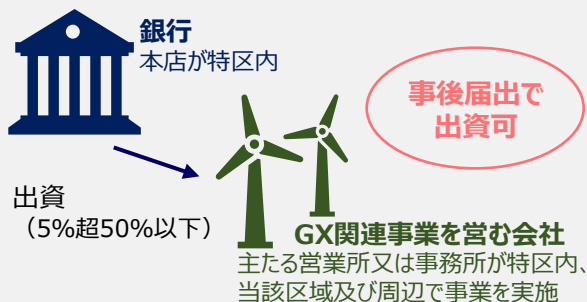 銀行
本店が特区内
事後届出で
出資可
出資
（5%超50%以下）
GX関連事業を営む会社
主たる営業所又は事務所が特区内、
当該区域及び周辺で事業を実施